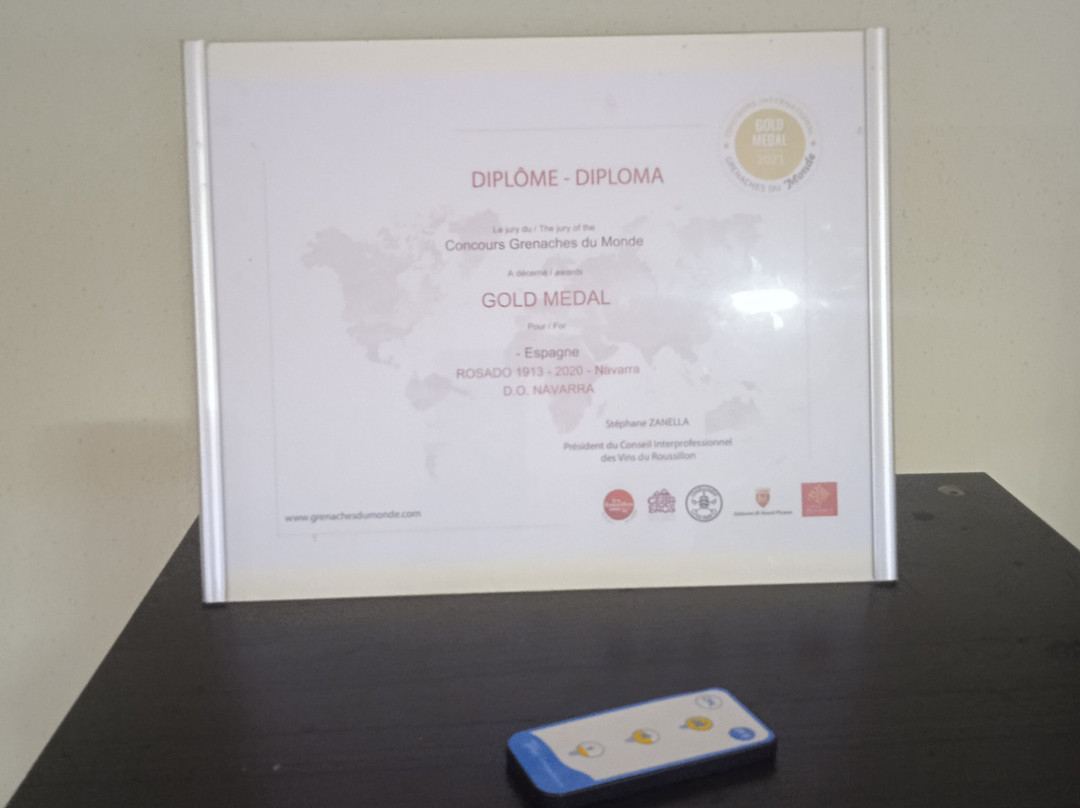 CONCOURS INTERNATIONAL
GOLD
MEDAL
2021
GRENACHES DU Monde
DIPLÔME - DIPLOMA
Le jury du / The jury of the
Concours Grenaches du Monde
A décerné / awards
GOLD MEDAL
Pour / For
- Espagne
ROSADO 1913 - 2020 - Navarra
D.O. NAVARRA
Stéphane ZANELLA
Président du Conseil Interprofessionnel
des Vins du Roussillon
www.grenachesdumonde.com